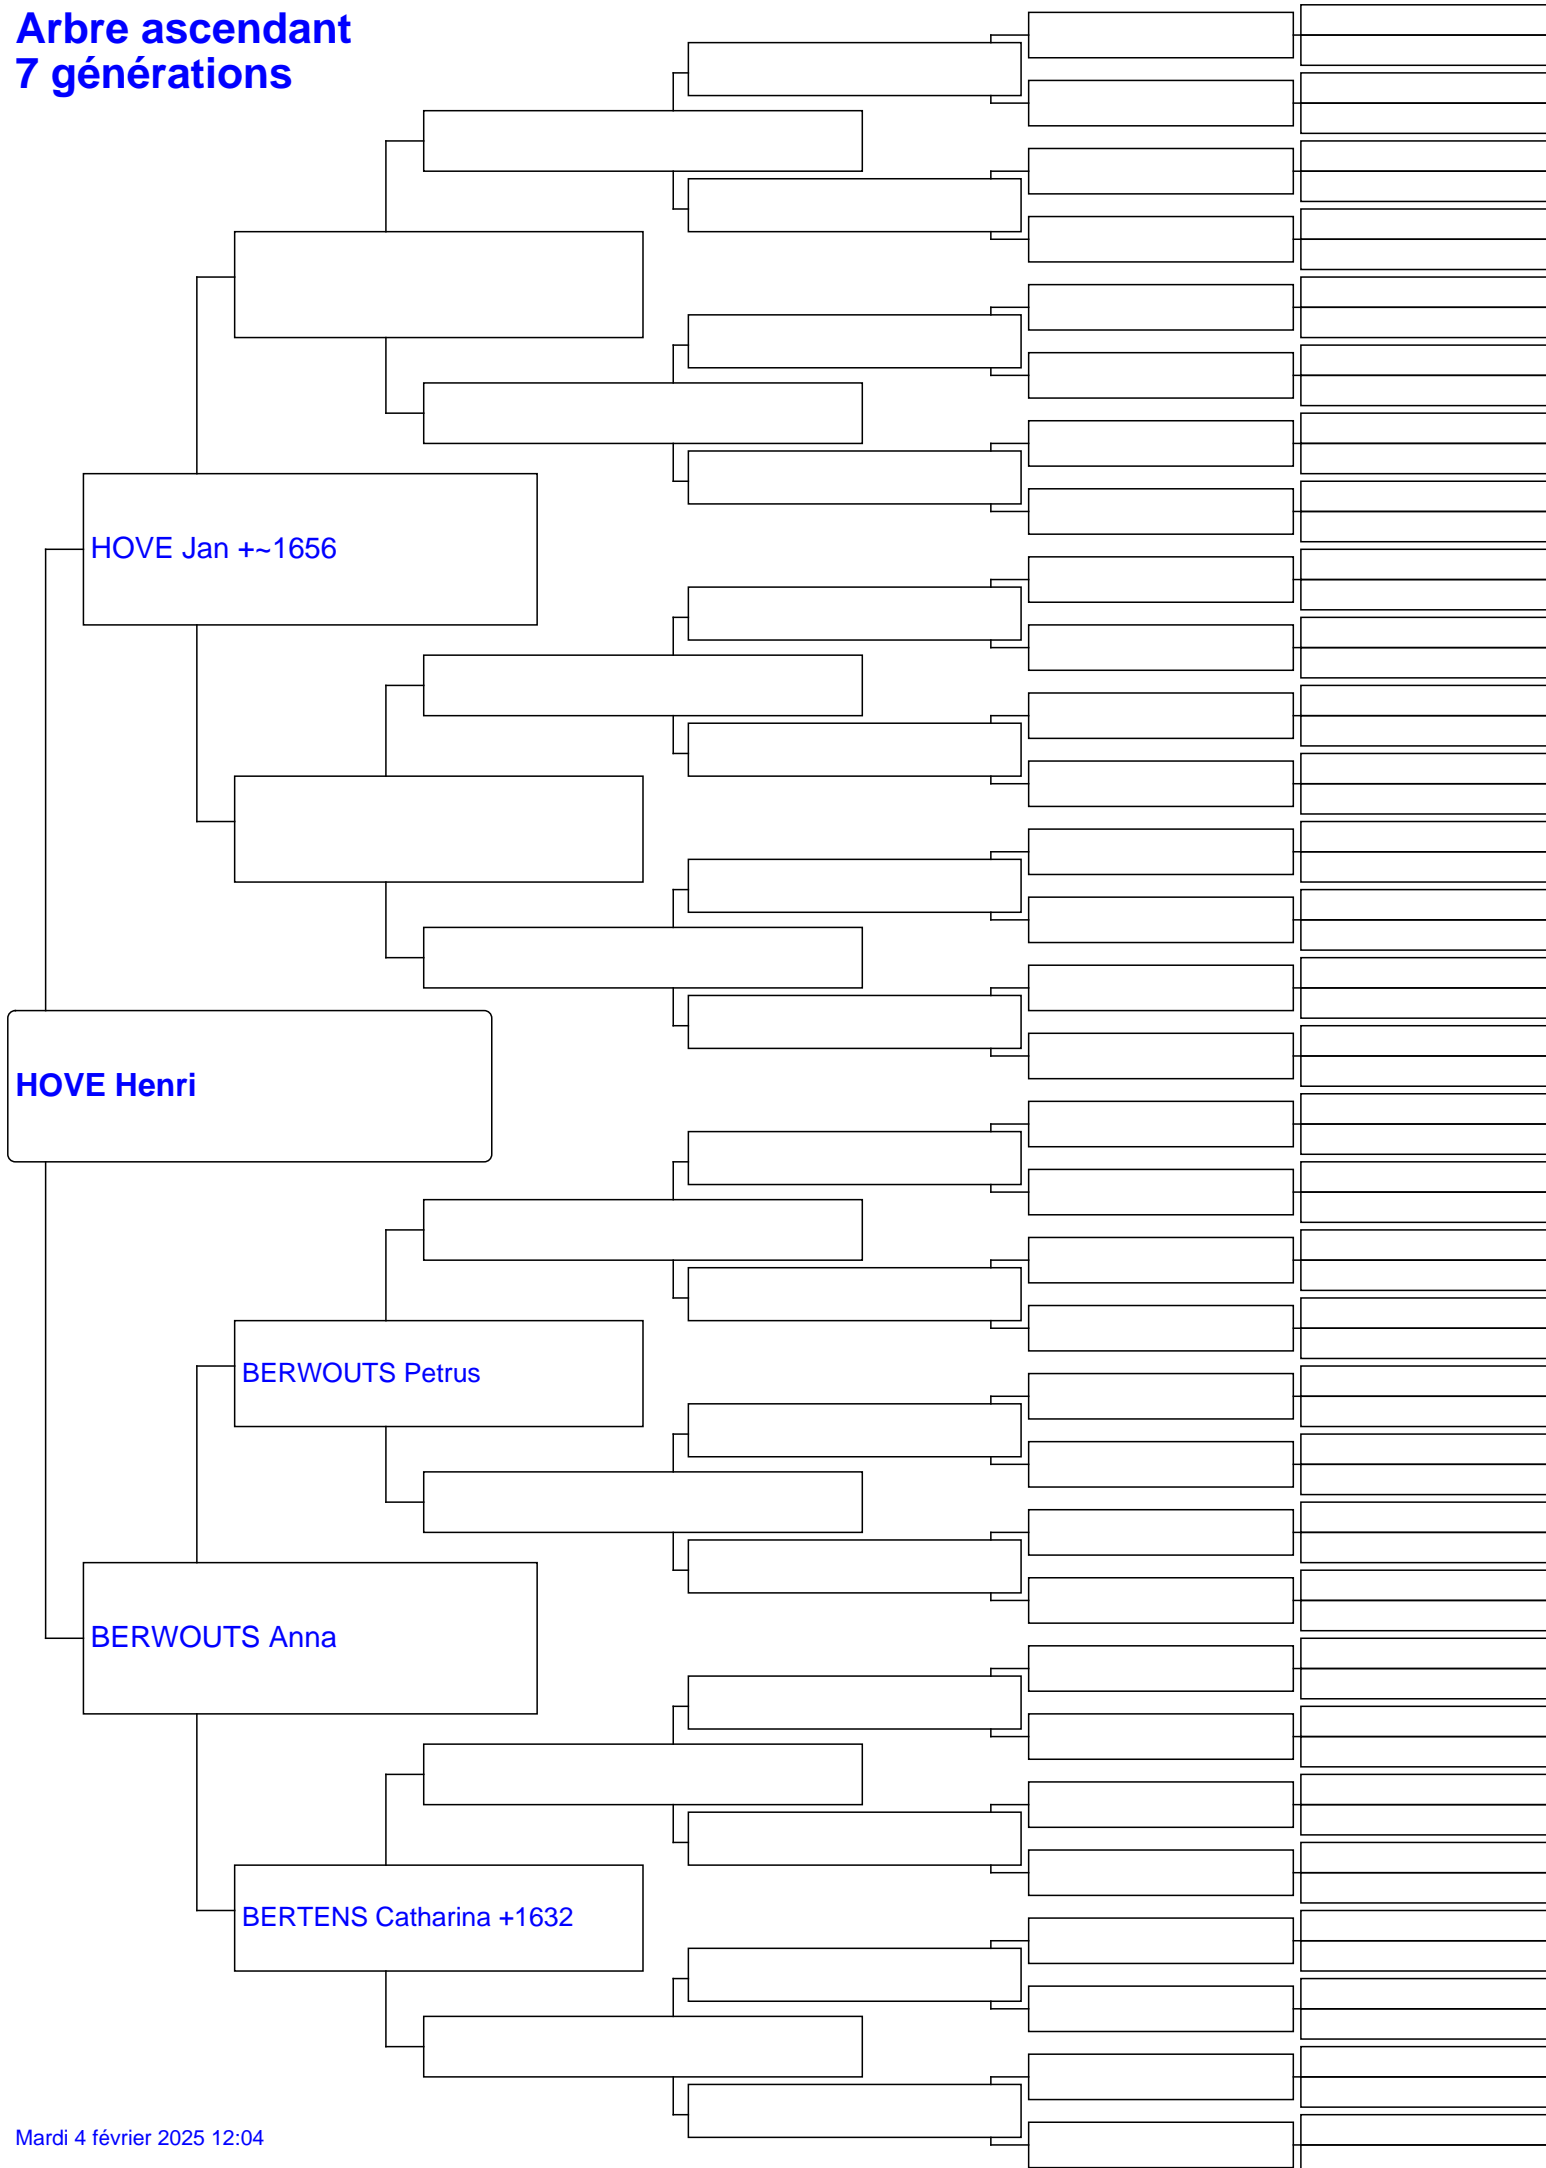 Arbre ascendant
7 générations
HOVE Jan +~1656
HOVE Henri
BERWOUTS Petrus
BERWOUTS Anna
BERTENS Catharina +1632
Mardi 4 février 2025 12:04